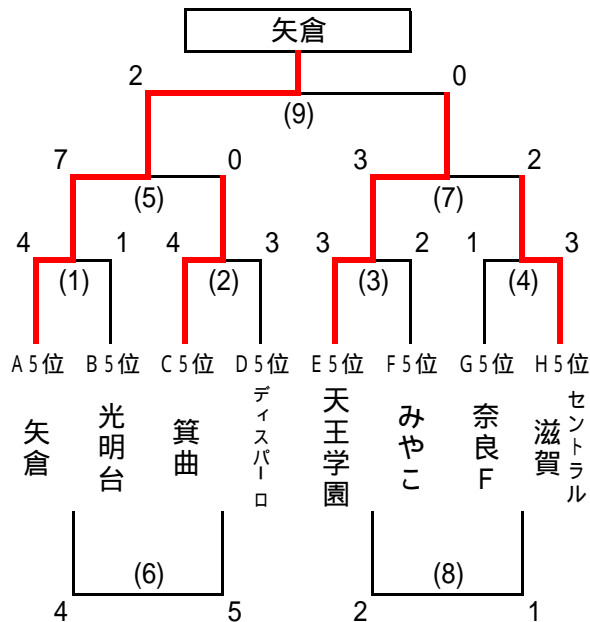 矢倉
2 0
(9)
7 0 3 2
(5) (7)
4 1 4 3 3 2 1 3
(1) (2) (3) (4)
A5位 B5位 C5位 D5位 E5位 F5位 G5位 H5位
矢倉
光明台
箕曲
ディスパーロ
天王学園
みやこ
奈良F
滋賀セントラル
(6) (8)
4 5 2 1